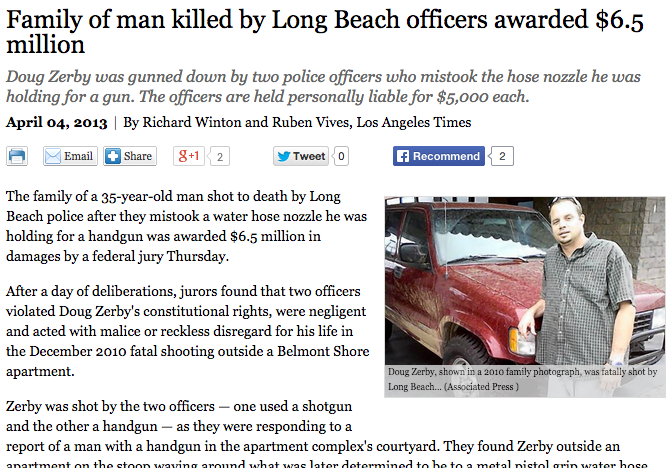 Family of man killed by Long Beach officers awarded $6.5
million
Doug Zerby was gunned down by two police officers who mistook the hose nozzle he was
holding for a gun. The officers are held personally liable for $5,000 each.
April 04, 2013 | By Richard Winton and Ruben Vives, Los Angeles Times
Email Share g+1 2 Tweet 0 Recommend 2
The family of a 35-year-old man shot to death by Long
Beach police after they mistook a water hose nozzle he was
holding for a handgun was awarded $6.5 million in
damages by a federal jury Thursday.
After a day of deliberations, jurors found that two officers
violated Doug Zerby's constitutional rights, were negligent
and acted with malice or reckless disregard for his life in
the December 2010 fatal shooting outside a Belmont Shore
apartment.
Doug Zerby, shown in a 2010 family photograph, was fatally shot by
Long Beach... (Associated Press )
Zerby was shot by the two officers — one used a shotgun
and the other a handgun — as they were responding to a
report of a man with a handgun in the apartment complex's courtyard. They found Zerby outside an
apartment on the stoop waving around what was later determined to be to a metal pistol grip water hose